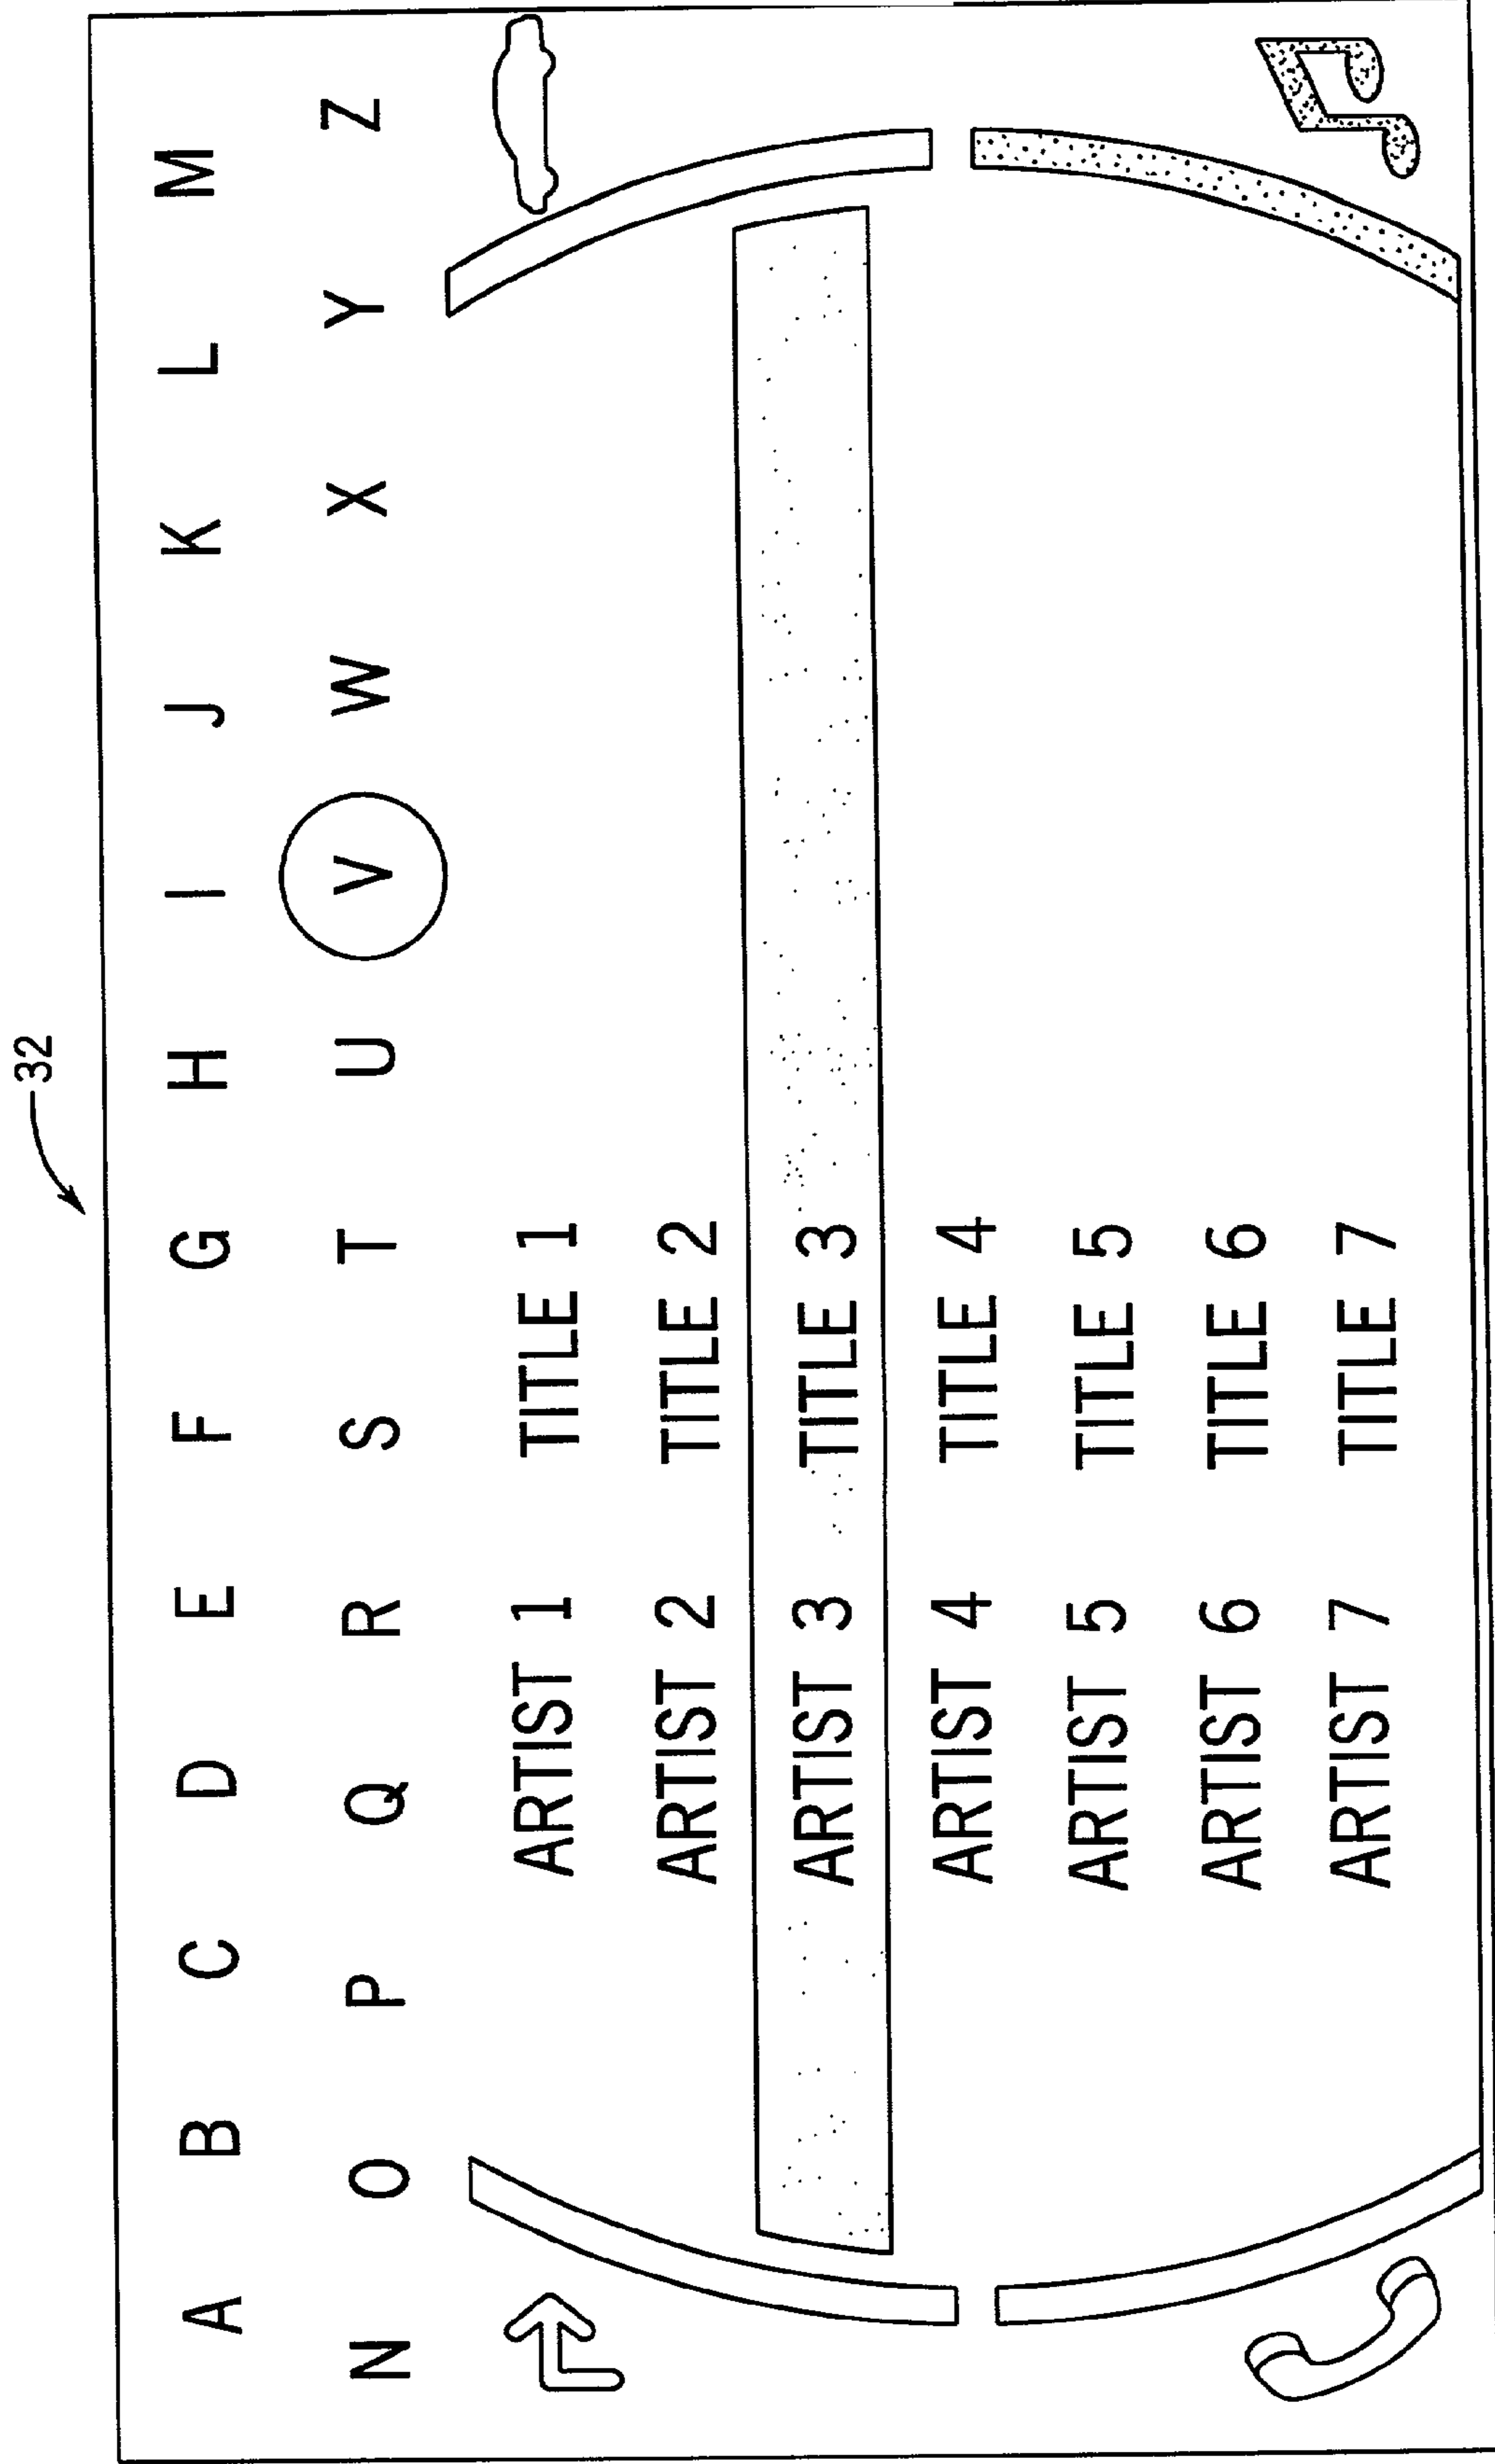 32
A B C D E F G H I J K L M
N O P Q R S T U V W X Y Z
ARTIST 1 TITLE 1
ARTIST 2 TITLE 2
ARTIST 3 TITLE 3
ARTIST 4 TITLE 4
ARTIST 5 TITLE 5
ARTIST 6 TITLE 6
ARTIST 7 TITLE 7